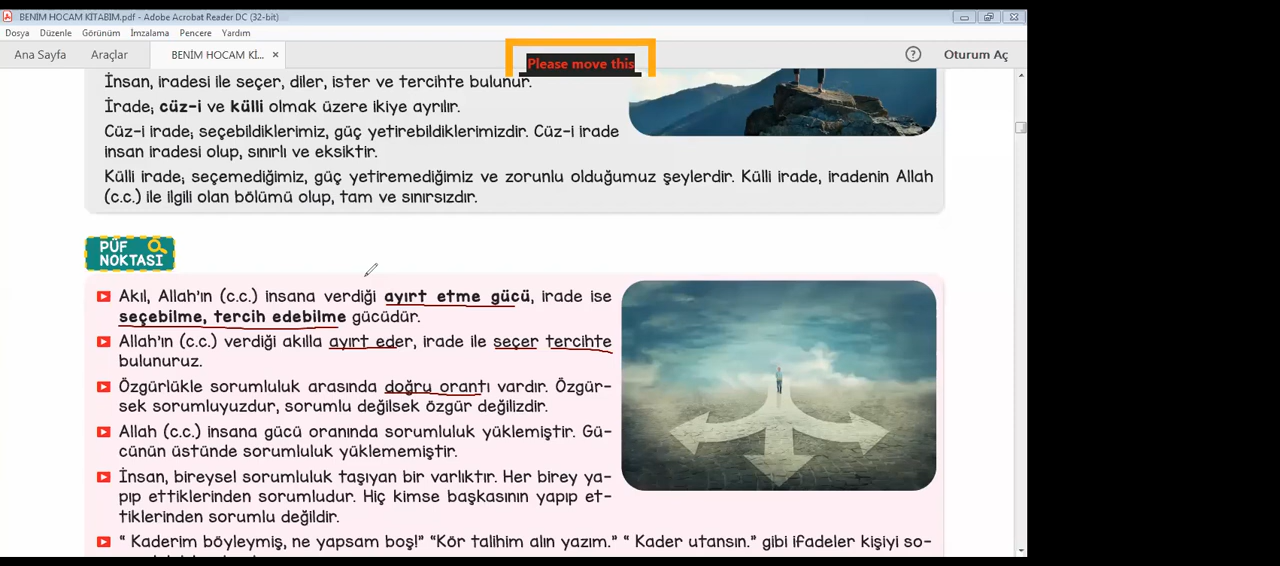 BENIM HOCAM KITABIM.pdf - Adobe Acrobat Reader DC (32-bit)
Dosya Düzenle Görünüm İmzalama Pencere Yardım
Ana Sayfa Araçlar BENİM HOCAM Kİ... × Please move this ? Oturum Aç
İnsan, iradesi ile seçer, diler, ister ve tercihte bulunur.
İrade; cüz-i ve külli olmak üzere ikiye ayrılır.
Cüz-i irade; seçebildiklerimiz, güç yetirebildiklerimizdir. Cüz-i irade
insan iradesi olup, sınırlı ve eksiktir.
Külli irade; seçemediğimiz, güç yetiremediğimiz ve zorunlu olduğumuz şeylerdir. Külli irade, iradenin Allah
(c.c.) ile ilgili olan bölümü olup, tam ve sınırsızdır.
PÜF
NOKTASI
Akıl, Allah'ın (c.c.) insana verdiği ayırt etme gücü, irade ise
seçebilme, tercih edebilme gücüdür.
Allah'ın (c.c.) verdiği akılla ayırt eder, irade ile seçer tercihte
bulunuruz.
Özgürlükle sorumluluk arasında doğru orantı vardır. Özgür-
sek sorumluyuzdur, sorumlu değilsek özgür değilizdir.
Allah (c.c.) insana gücü oranında sorumluluk yüklemiştir. Gü-
cünün üstünde sorumluluk yüklememiştir.
İnsan, bireysel sorumluluk taşıyan bir varlıktır. Her birey ya-
pıp ettiklerinden sorumludur. Hiç kimse başkasının yapıp et-
tiklerinden sorumlu değildir.
" Kaderim böyleymiş, ne yapsam boş!" "Kör talihim alın yazım." " Kader utansın." gibi ifadeler kişiyi so-